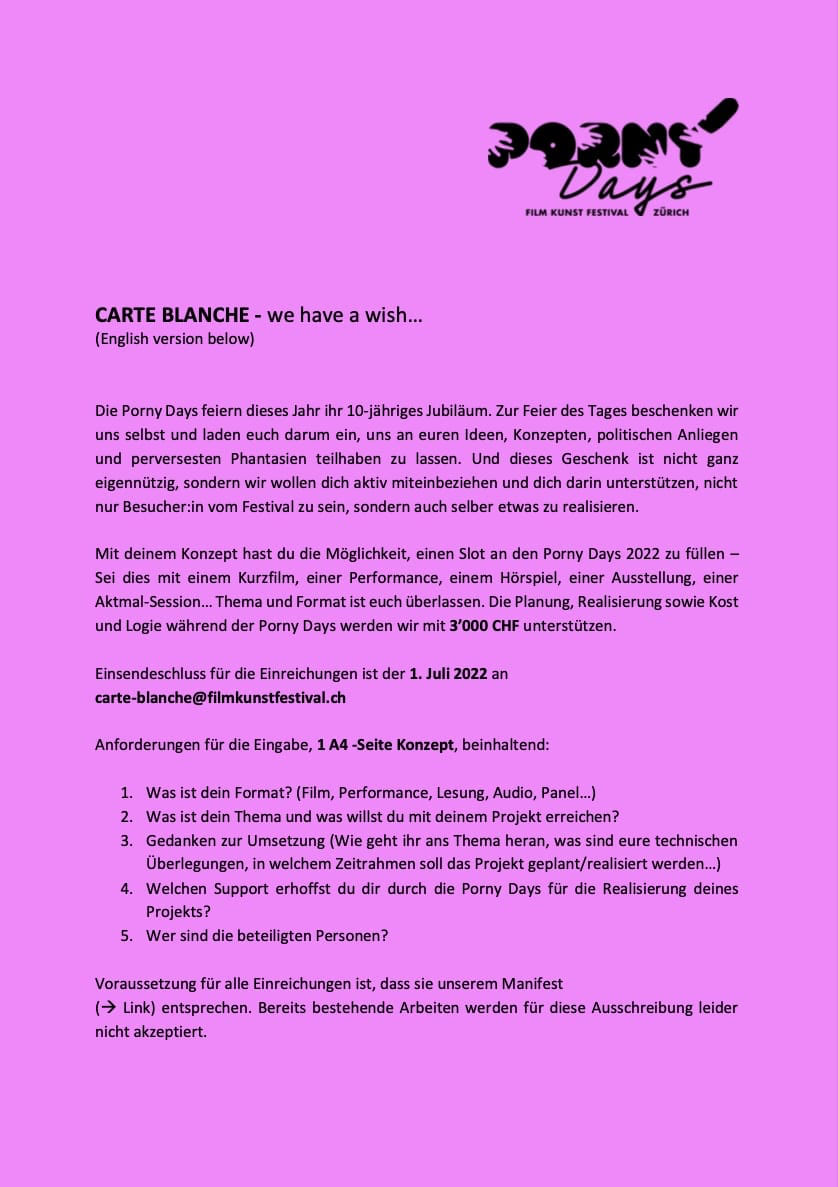 PORNY
Days
FILM KUNST FESTIVAL ZÜRICH
CARTE BLANCHE - we have a wish…
(English version below)
Die Porny Days feiern dieses Jahr ihr 10-jähriges Jubiläum. Zur Feier des Tages beschenken wir
uns selbst und laden euch darum ein, uns an euren Ideen, Konzepten, politischen Anliegen
und perversesten Phantasien teilhaben zu lassen. Und dieses Geschenk ist nicht ganz
eigennützig, sondern wir wollen dich aktiv miteinbeziehen und dich darin unterstützen, nicht
nur Besucher:in vom Festival zu sein, sondern auch selber etwas zu realisieren.
Mit deinem Konzept hast du die Möglichkeit, einen Slot an den Porny Days 2022 zu füllen –
Sei dies mit einem Kurzfilm, einer Performance, einem Hörspiel, einer Ausstellung, einer
Aktmal-Session… Thema und Format ist euch überlassen. Die Planung, Realisierung sowie Kost
und Logie während der Porny Days werden wir mit 3’000 CHF unterstützen.
Einsendeschluss für die Einreichungen ist der 1. Juli 2022 an
carte-blanche@filmkunstfestival.ch
Anforderungen für die Eingabe, 1 A4 -Seite Konzept, beinhaltend:
1. Was ist dein Format? (Film, Performance, Lesung, Audio, Panel…)
2. Was ist dein Thema und was willst du mit deinem Projekt erreichen?
3. Gedanken zur Umsetzung (Wie geht ihr ans Thema heran, was sind eure technischen
Überlegungen, in welchem Zeitrahmen soll das Projekt geplant/realisiert werden…)
4. Welchen Support erhoffst du dir durch die Porny Days für die Realisierung deines
Projekts?
5. Wer sind die beteiligten Personen?
Voraussetzung für alle Einreichungen ist, dass sie unserem Manifest
(→ Link) entsprechen. Bereits bestehende Arbeiten werden für diese Ausschreibung leider
nicht akzeptiert.